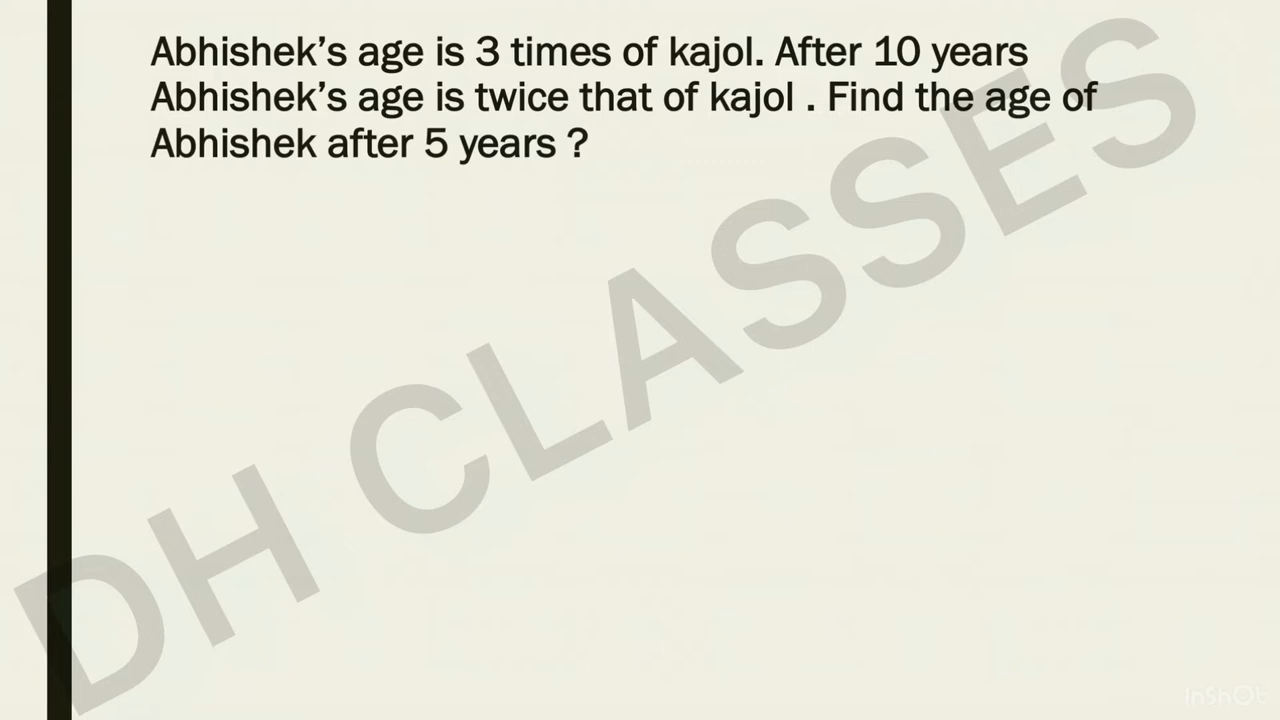 Abhishek’s age is 3 times of kajol. After 10 years
Abhishek’s age is twice that of kajol . Find the age of
Abhishek after 5 years ?
DH CLASSES
InShOt